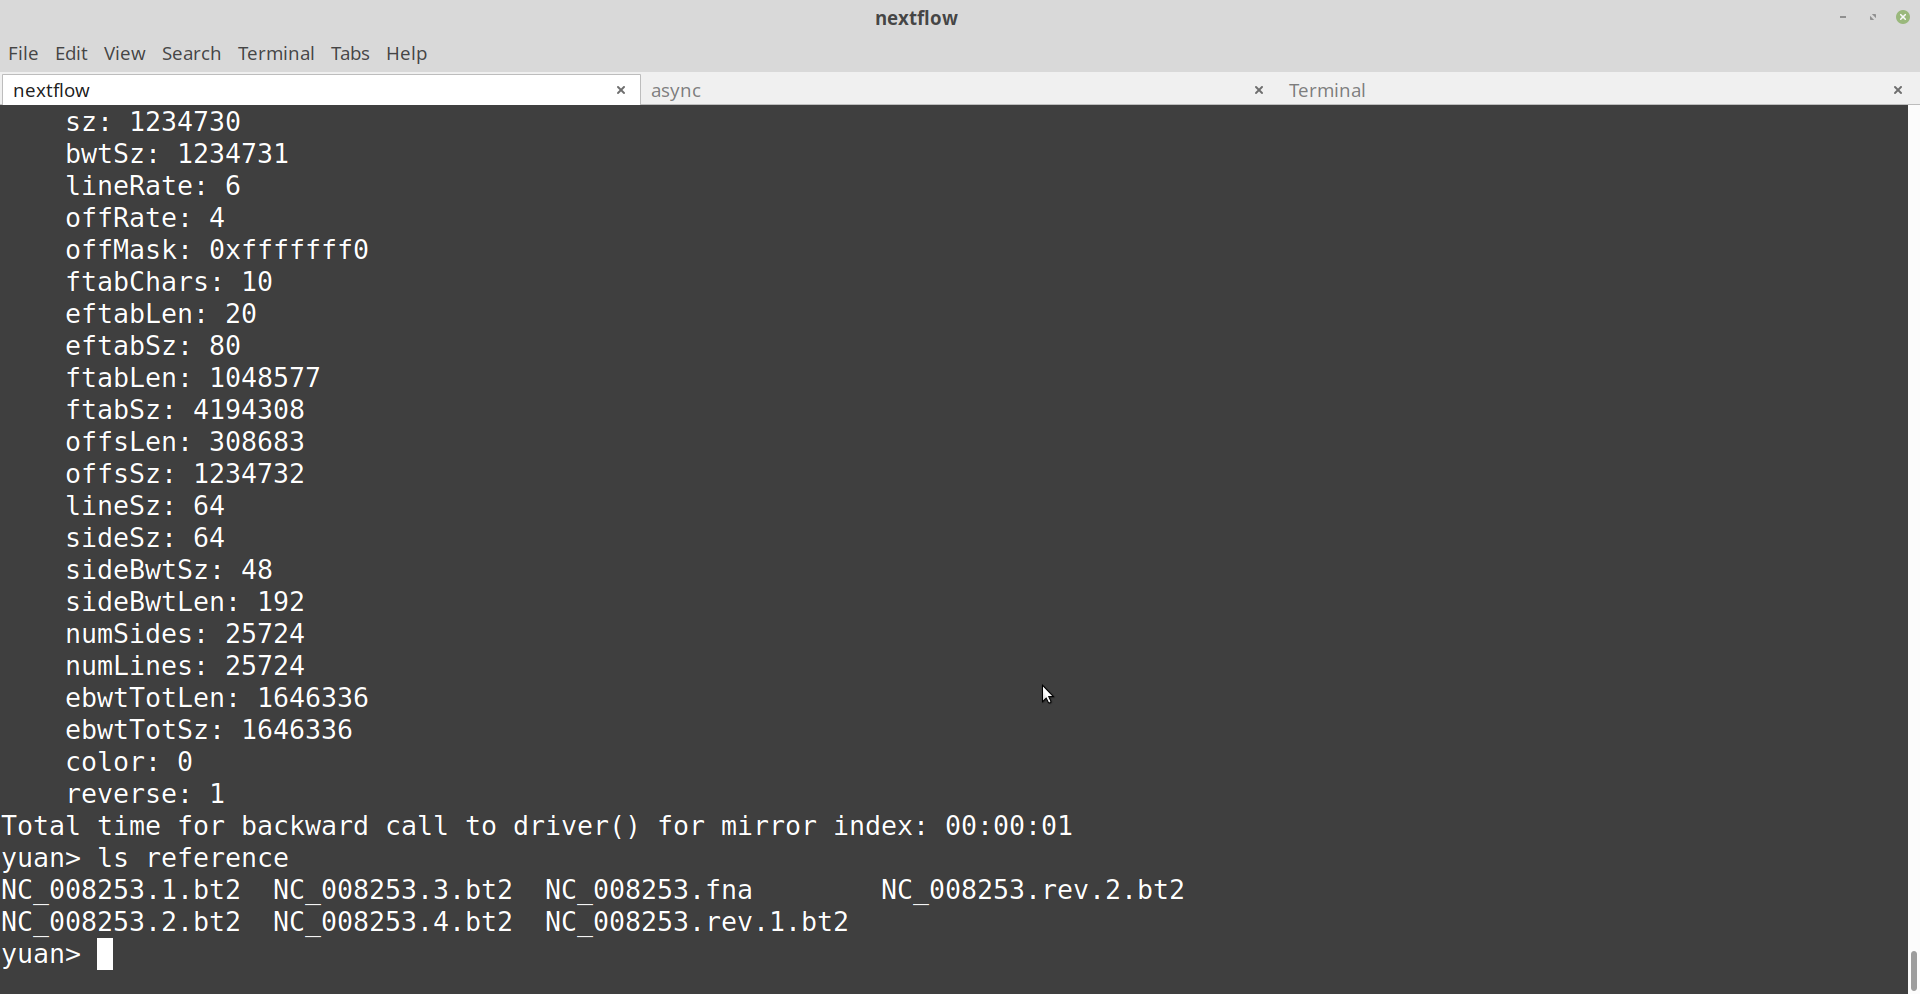 nextflow
File Edit View Search Terminal Tabs Help
nextflow async Terminal
sz: 1234730
bwtSz: 1234731
lineRate: 6
offRate: 4
offMask: 0xfffffff0
ftabChars: 10
eftabLen: 20
eftabSz: 80
ftabLen: 1048577
ftabSz: 4194308
offsLen: 308683
offsSz: 1234732
lineSz: 64
sideSz: 64
sideBwtSz: 48
sideBwtLen: 192
numSides: 25724
numLines: 25724
ebwtTotLen: 1646336
ebwtTotSz: 1646336
color: 0
reverse: 1
Total time for backward call to driver() for mirror index: 00:00:01
yuan> ls reference
NC_008253.1.bt2  NC_008253.3.bt2  NC_008253.fna        NC_008253.rev.2.bt2
NC_008253.2.bt2  NC_008253.4.bt2  NC_008253.rev.1.bt2
yuan>